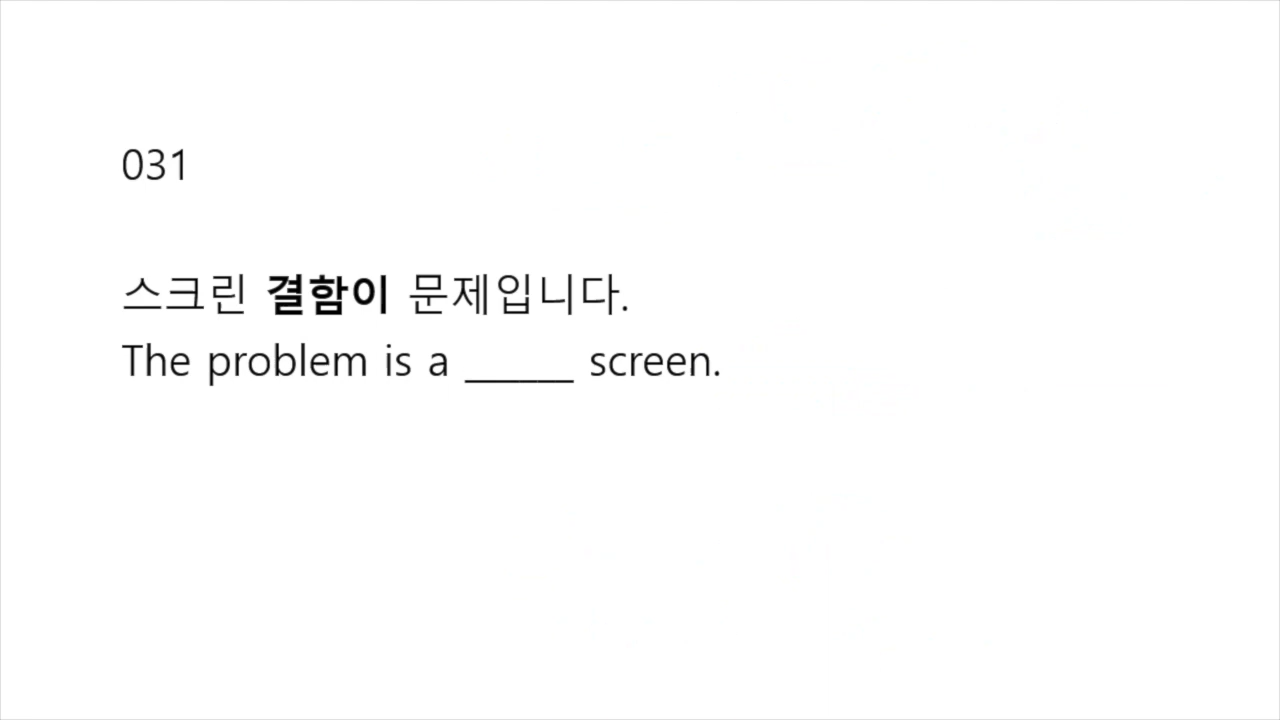 031
스크린 결함이 문제입니다.
The problem is a ______ screen.